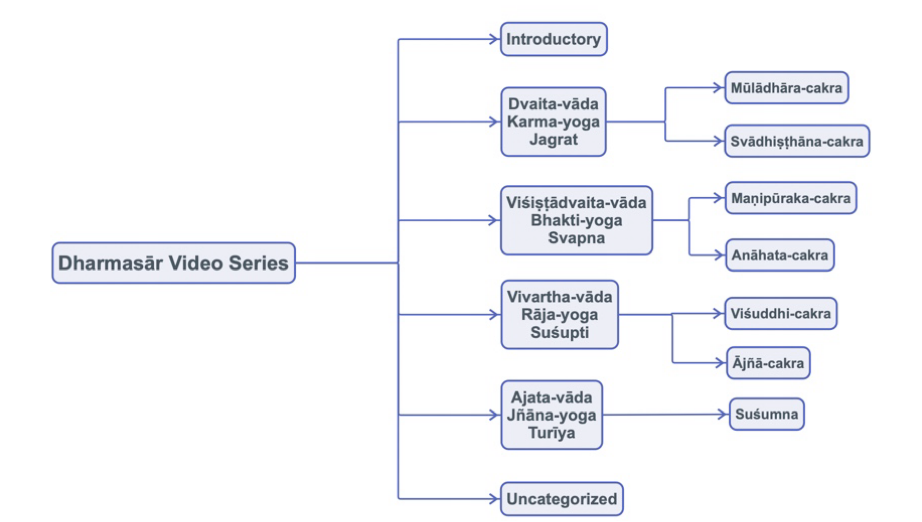 Dharmasār Video Series
Introductory
Dvaita-vāda
Karma-yoga
Jagrat
Mūlādhāra-cakra
Svādhiṣṭhāna-cakra
Viśiṣṭādvaita-vāda
Bhakti-yoga
Svapna
Maṇipūraka-cakra
Anāhata-cakra
Vivartha-vāda
Rāja-yoga
Suśupti
Viśuddhi-cakra
Ājñā-cakra
Ajata-vāda
Jñāna-yoga
Turīya
Suśumna
Uncategorized